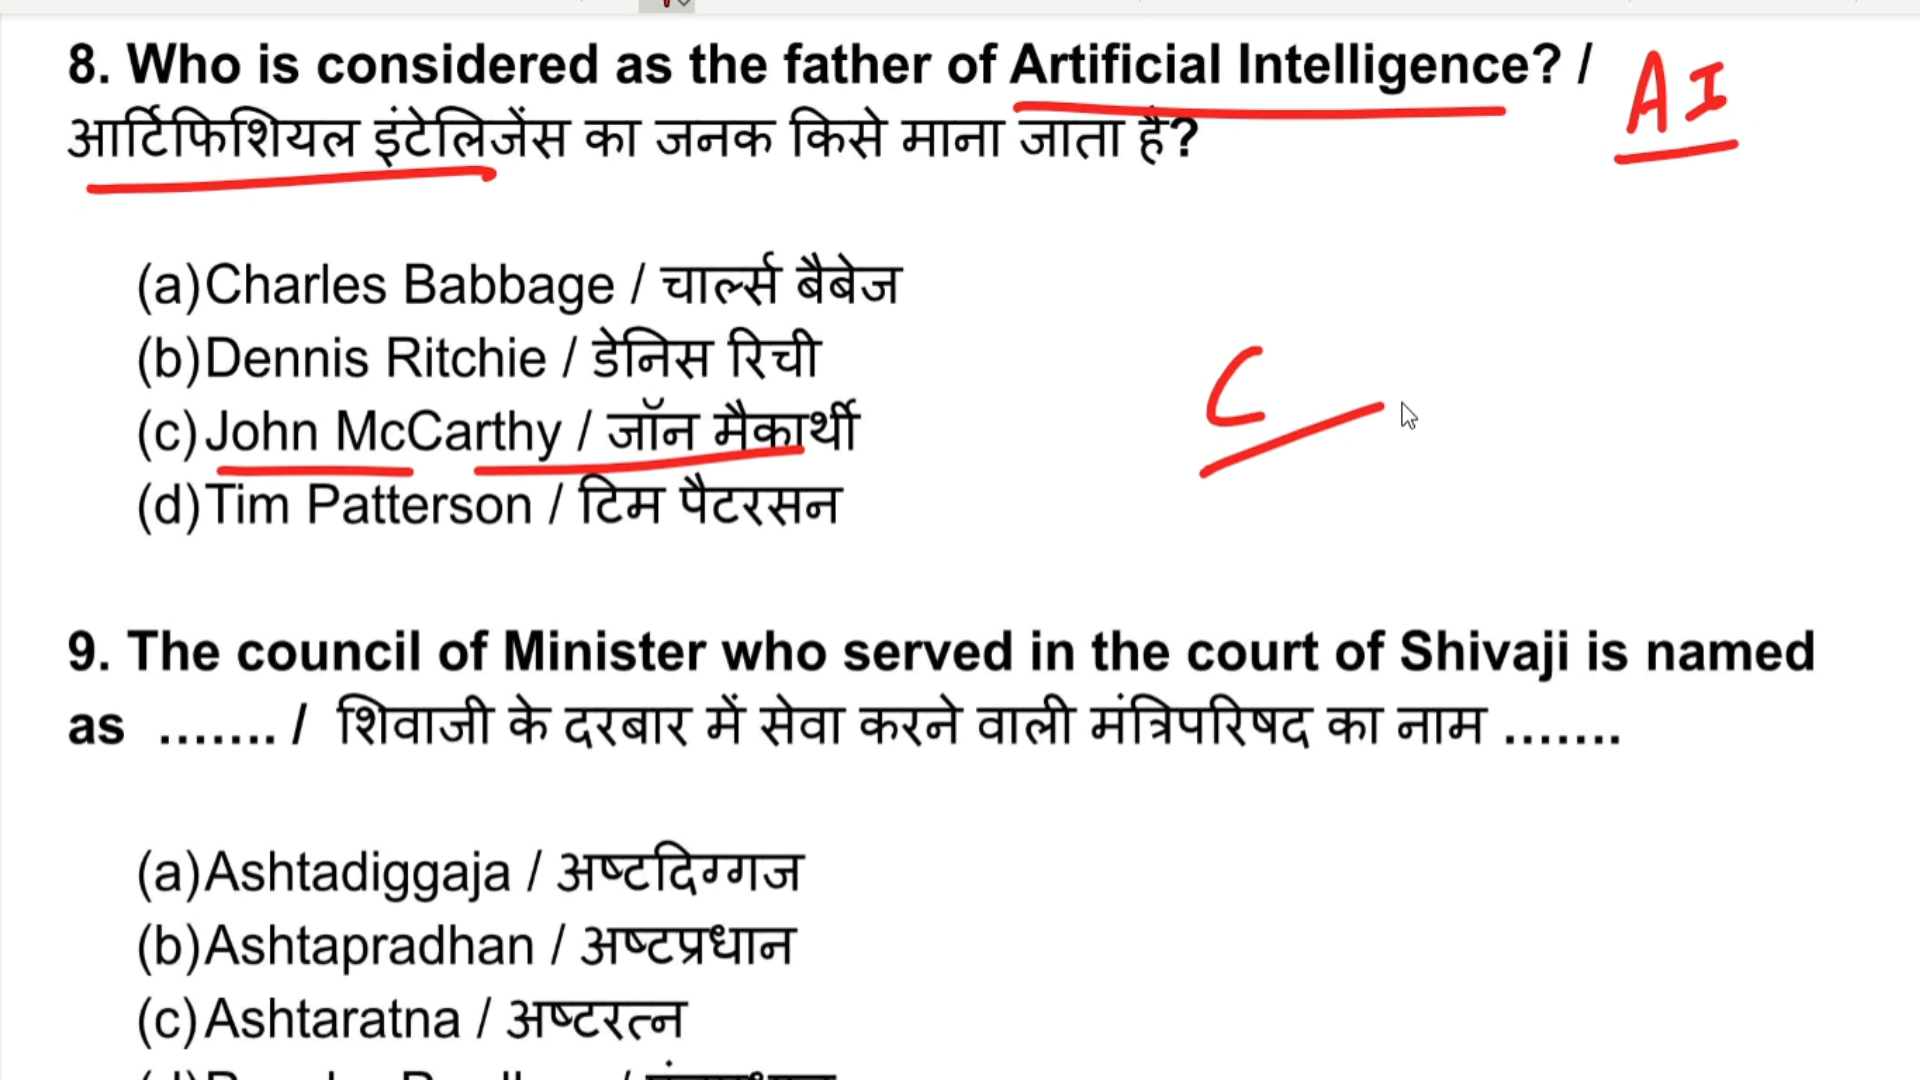 8. Who is considered as the father of Artificial Intelligence? / AI
आर्टिफिशियल इंटेलिजेंस का जनक किसे माना जाता है?
(a) Charles Babbage / चार्ल्स बैबेज
(b) Dennis Ritchie / डेनिस रिची
(c) John McCarthy / जॉन मैकार्थी
C
(d) Tim Patterson / टिम पैटरसन
9. The council of Minister who served in the court of Shivaji is named
as ....... / शिवाजी के दरबार में सेवा करने वाली मंत्रिपरिषद का नाम .......
(a) Ashtadiggaja / अष्टदिग्गज
(b) Ashtapradhan / अष्टप्रधान
(c) Ashtaratna / अष्टरत्न